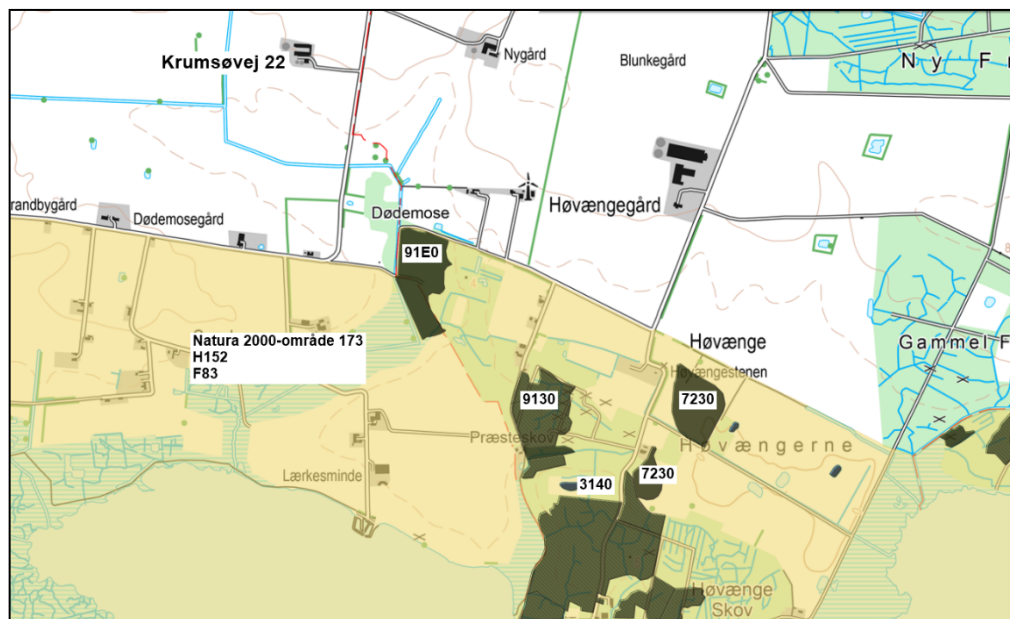 Krumsøvej 22
Nygård
Blunkegård
Ny F
randbygård
Dødemosegård
Dødemose
Høvængegård
91E0
Natura 2000-område 173
H152
F83
Høvænge
Høvængestenen
Gammel F
9130
7230
Præsteskov
Høvængerne
7230
Lærkesminde
3140
Høvænge
Skov